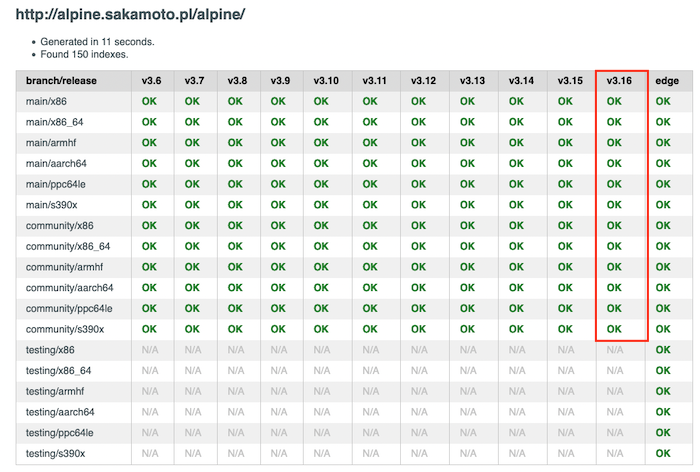 http://alpine.sakamoto.pl/alpine/
Generated in 11 seconds.
Found 150 indexes.
branch/release v3.6 v3.7 v3.8 v3.9 v3.10 v3.11 v3.12 v3.13 v3.14 v3.15 v3.16 edge
main/x86 OK OK OK OK OK OK OK OK OK OK OK OK
main/x86_64 OK OK OK OK OK OK OK OK OK OK OK OK
main/armhf OK OK OK OK OK OK OK OK OK OK OK OK
main/aarch64 OK OK OK OK OK OK OK OK OK OK OK OK
main/ppc64le OK OK OK OK OK OK OK OK OK OK OK OK
main/s390x OK OK OK OK OK OK OK OK OK OK OK OK
community/x86 OK OK OK OK OK OK OK OK OK OK OK OK
community/x86_64 OK OK OK OK OK OK OK OK OK OK OK OK
community/armhf OK OK OK OK OK OK OK OK OK OK OK OK
community/aarch64 OK OK OK OK OK OK OK OK OK OK OK OK
community/ppc64le OK OK OK OK OK OK OK OK OK OK OK OK
community/s390x OK OK OK OK OK OK OK OK OK OK OK OK
testing/x86 N/A N/A N/A N/A N/A N/A N/A N/A N/A N/A N/A OK
testing/x86_64 N/A N/A N/A N/A N/A N/A N/A N/A N/A N/A N/A OK
testing/armhf N/A N/A N/A N/A N/A N/A N/A N/A N/A N/A N/A OK
testing/aarch64 N/A N/A N/A N/A N/A N/A N/A N/A N/A N/A N/A OK
testing/ppc64le N/A N/A N/A N/A N/A N/A N/A N/A N/A N/A N/A OK
testing/s390x N/A N/A N/A N/A N/A N/A N/A N/A N/A N/A N/A OK